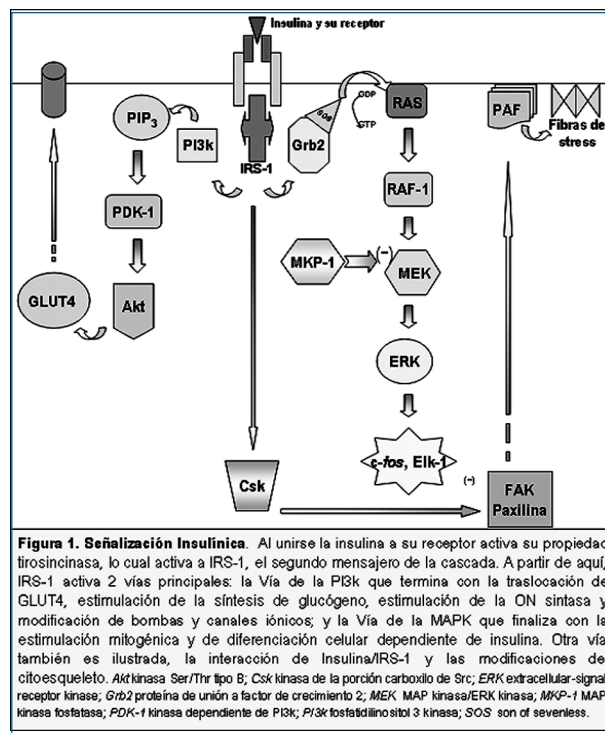 Insulina y su receptor
PIP3
PI3k
IRS-1
Grb2
SOS
GDP
GTP
RAS
PAF
Fibras de
stress
PDK-1
RAF-1
MKP-1
(−)
MEK
GLUT4
Akt
ERK
Csk
c-fos, Elk-1
(−)
FAK
Paxilina
Figura 1. Señalización Insulínica. Al unirse la insulina a su receptor activa su propiedad
tirosincinasa, lo cual activa a IRS-1, el segundo mensajero de la cascada. A partir de aquí,
IRS-1 activa 2 vías principales: la Vía de la PI3k que termina con la traslocación de
GLUT4, estimulación de la síntesis de glucógeno, estimulación de la ON sintasa y
modificación de bombas y canales iónicos; y la Vía de la MAPK que finaliza con la
estimulación mitogénica y de diferenciación celular dependiente de insulina. Otra vía
también es ilustrada, la interacción de Insulina/IRS-1 y las modificaciones de
citoesqueleto. Akt kinasa Ser/Thr tipo B; Csk kinasa de la porción carboxilo de Src; ERK extracellular-signal
receptor kinase; Grb2 proteína de unión a factor de crecimiento 2; MEK MAP kinasa/ERK kinasa; MKP-1 MAP
kinasa fosfatasa; PDK-1 kinasa dependiente de PI3k; PI3k fosfatidilinositol 3 kinasa; SOS son of sevenless.